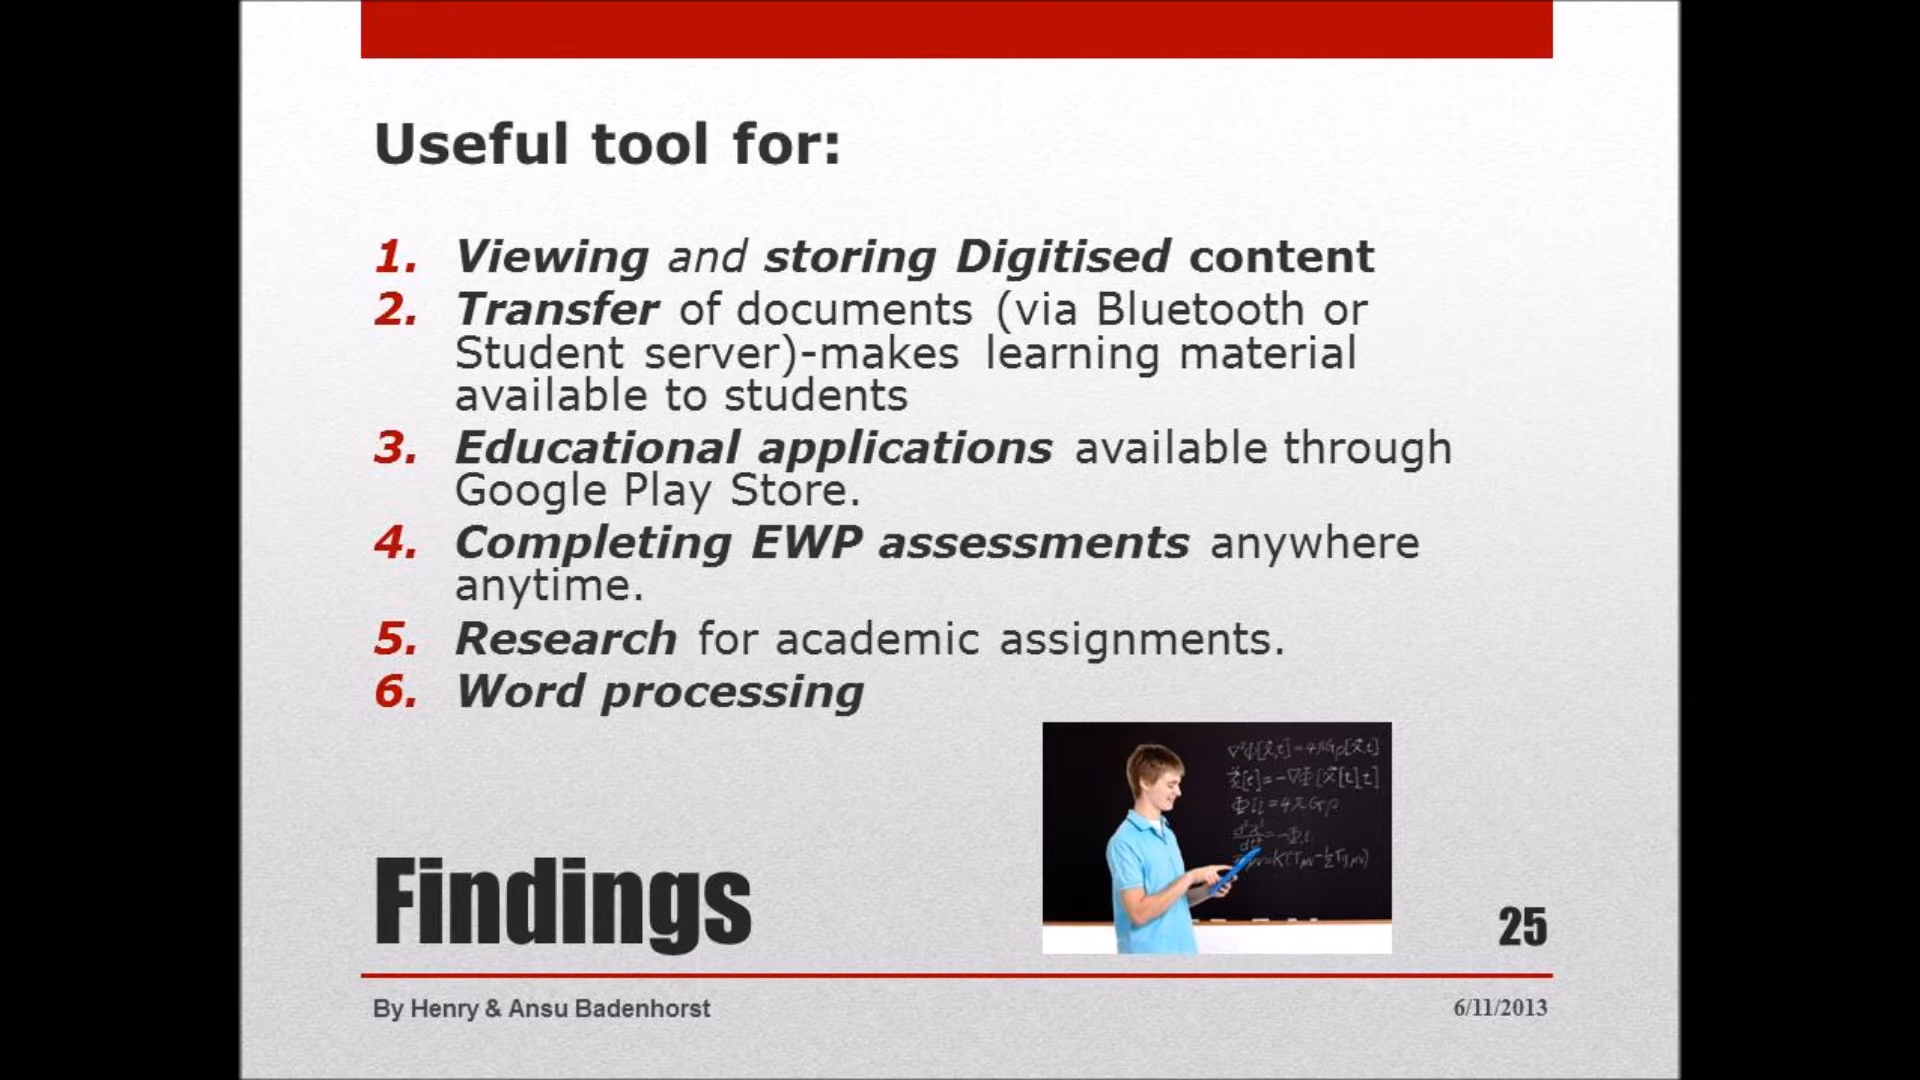 Useful tool for:
1. Viewing and storing Digitised content
2. Transfer of documents (via Bluetooth or
Student server)-makes learning material
available to students
3. Educational applications available through
Google Play Store.
4. Completing EWP assessments anywhere
anytime.
5. Research for academic assignments.
6. Word processing
Findings
25
By Henry & Ansu Badenhorst
6/11/2013